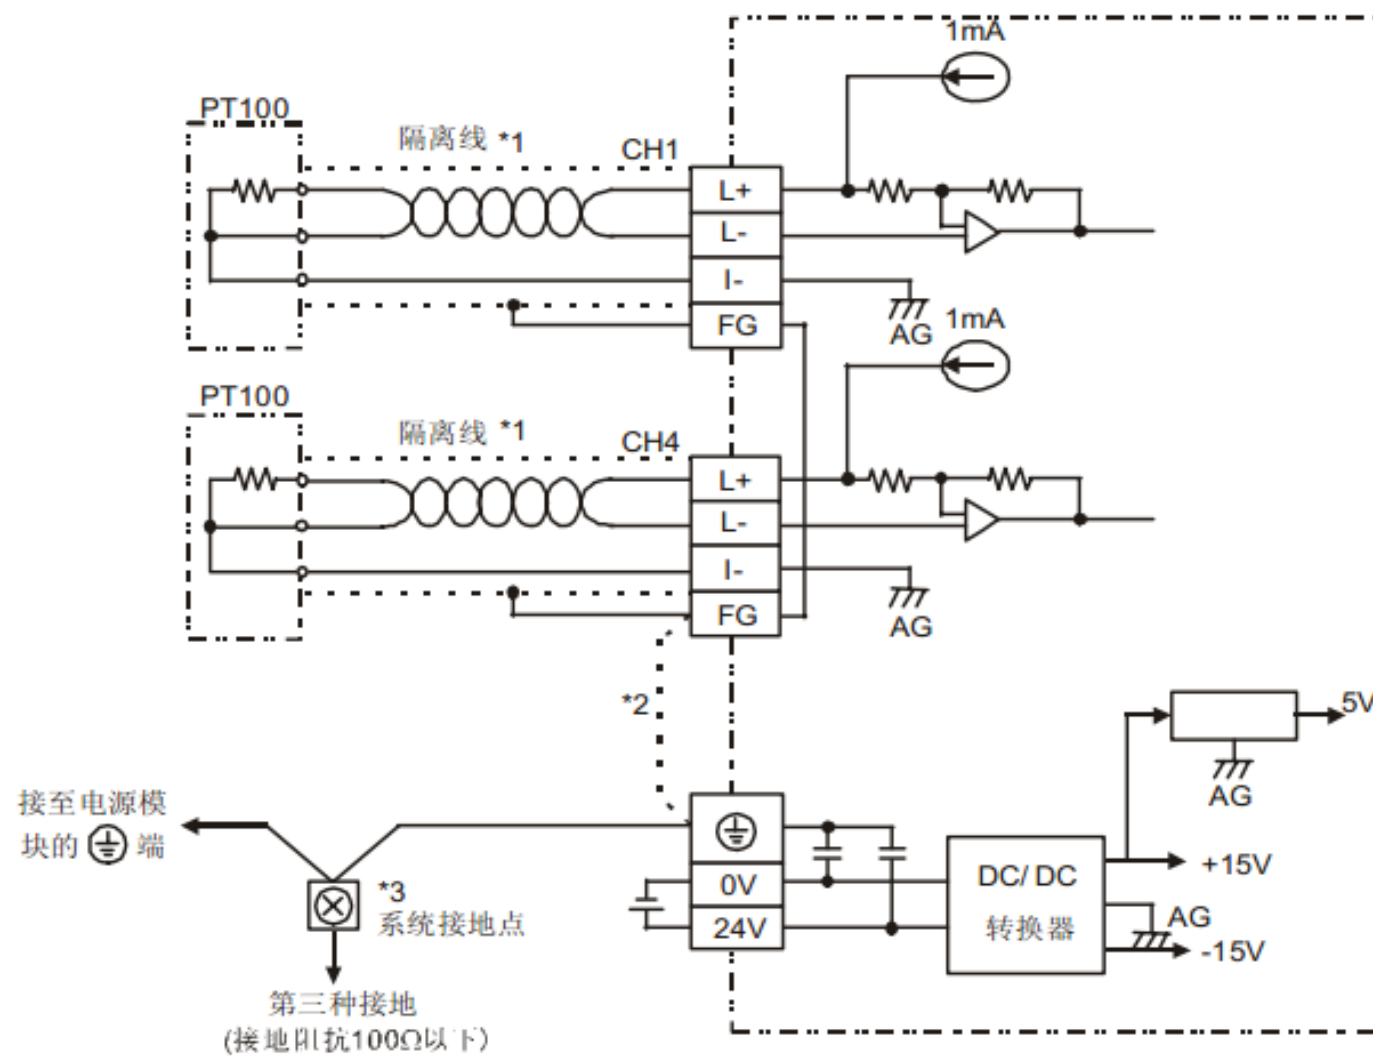 1mA
PT100
隔离线 *1
CH1
L+
L-
I-
FG
AG
1mA
PT100
隔离线 *1
CH4
L+
L-
I-
FG
AG
*2
5V
AG
接至电源模
块的 端
0V
24V
DC/ DC
转换器
+15V
AG
-15V
*3
系统接地点
第三种接地
(接地阻抗100Ω以下)